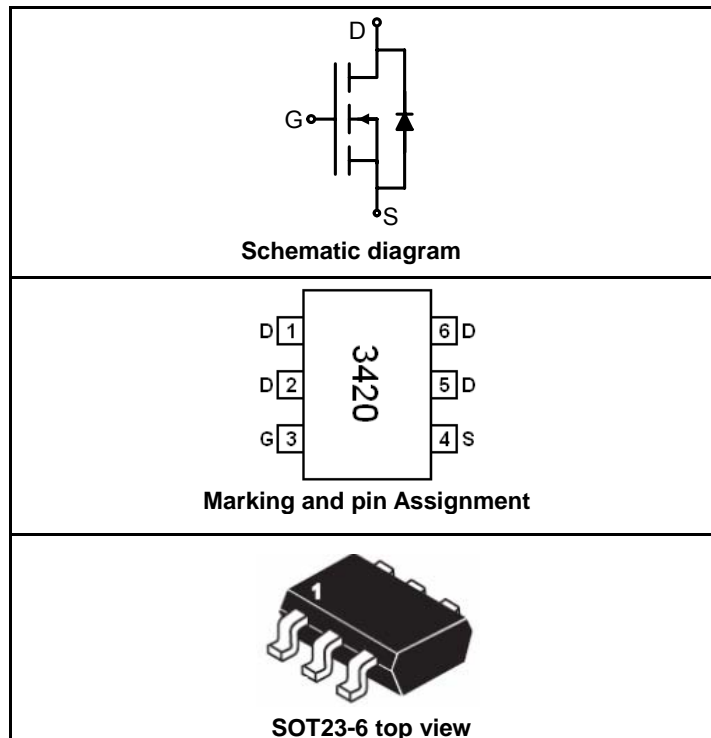 D
G
S
Schematic diagram
D 1 6 D
D 2 5 D
G 3 4 S
3420
Marking and pin Assignment
1
SOT23-6 top view